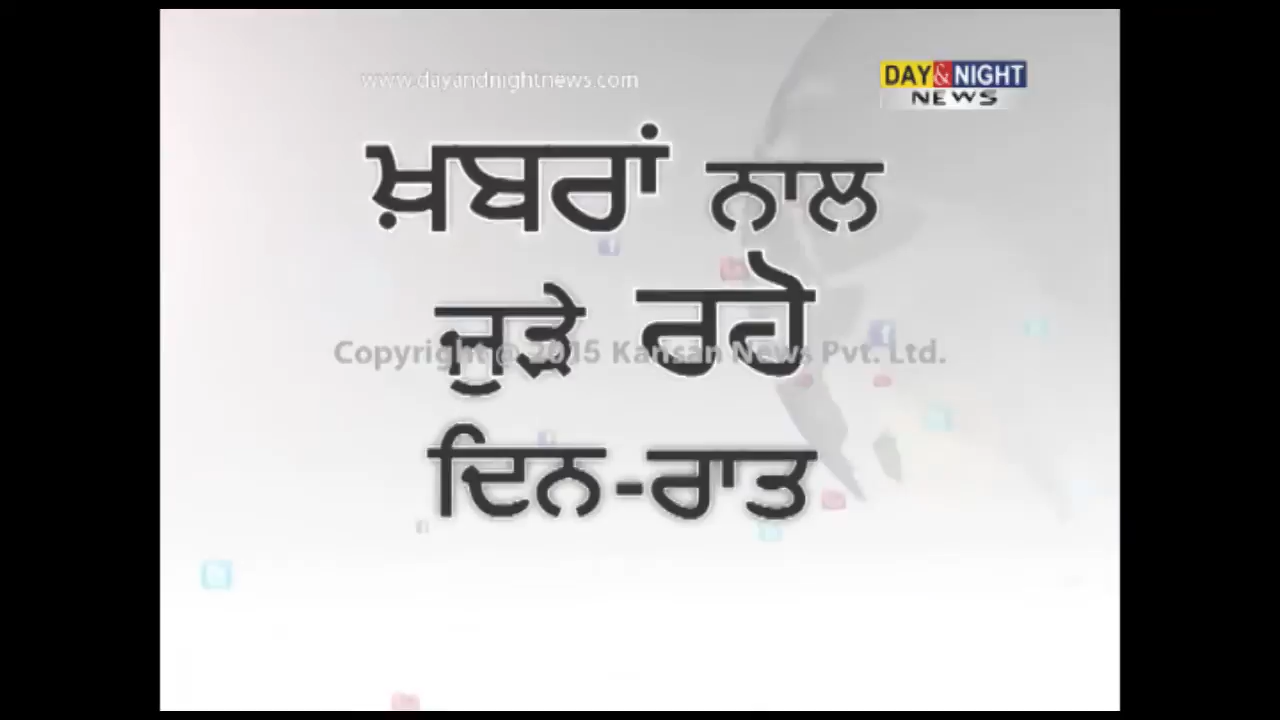 www.dayandnightnews.com
DAY & NIGHT
NEWS
ਖ਼ਬਰਾਂ ਨਾਲ
ਜੁੜੇ ਰਹੋ
Copyright @ 2015 Kansan News Pvt. Ltd.
ਦਿਨ-ਰਾਤ